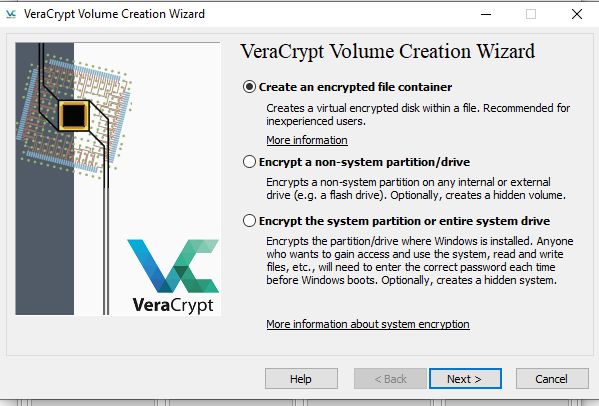 VeraCrypt Volume Creation Wizard
VeraCrypt Volume Creation Wizard
Create an encrypted file container
Creates a virtual encrypted disk within a file. Recommended for
inexperienced users.
More information
Encrypt a non-system partition/drive
Encrypts a non-system partition on any internal or external
drive (e.g. a flash drive). Optionally, creates a hidden volume.
Encrypt the system partition or entire system drive
Encrypts the partition/drive where Windows is installed. Anyone
who wants to gain access and use the system, read and write
files, etc., will need to enter the correct password each time
before Windows boots. Optionally, creates a hidden system.
VeraCrypt
More information about system encryption
Help
< Back
Next >
Cancel